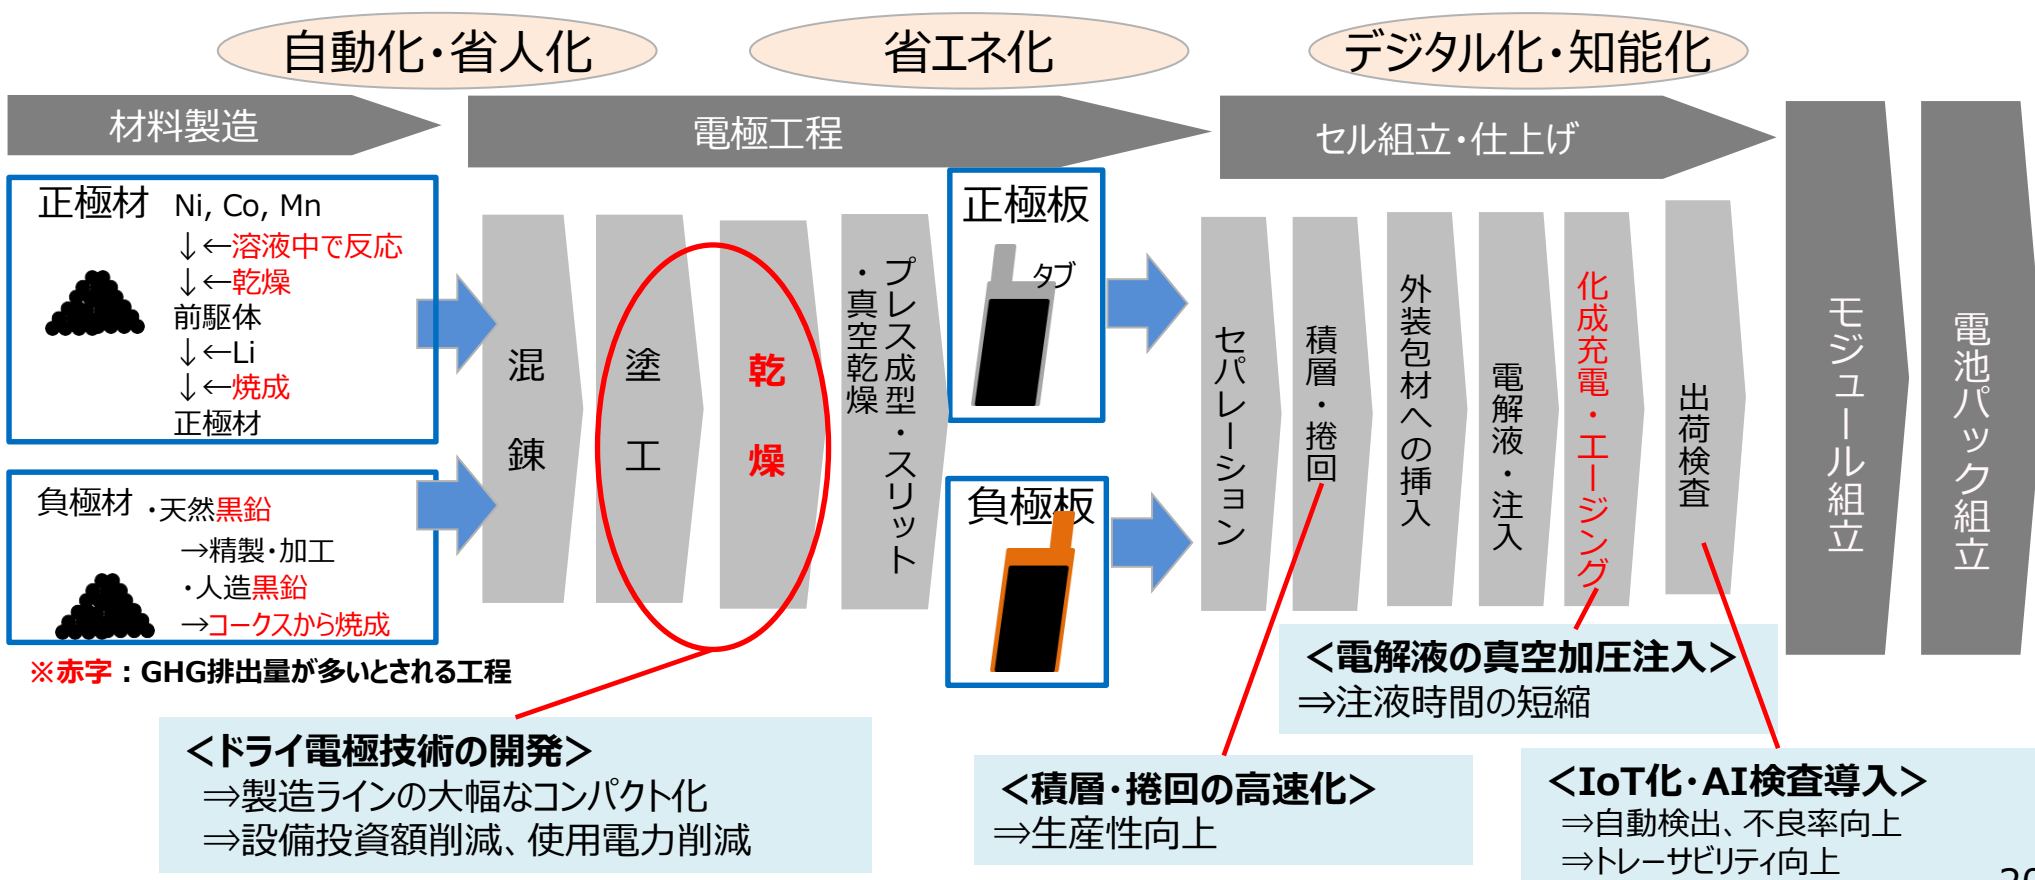 自動化・省人化
省エネ化
デジタル化・知能化
材料製造
電極工程
セル組立・仕上げ
モジュール組立
電池パック組立
正極材 Ni, Co, Mn
↓←溶液中で反応
↓←乾燥
前駆体
↓←Li
↓←焼成
正極材
負極材 ・天然黒鉛
→精製・加工
・人造黒鉛
→コークスから焼成
※赤字：GHG排出量が多いとされる工程
混錬
塗工
乾燥
プレス成型・スリット
・真空乾燥
正極板
タブ
負極板
セパレーション
積層・捲回
外装包材への挿入
電解液・注入
化成充電・エージング
出荷検査
＜ドライ電極技術の開発＞
⇒製造ラインの大幅なコンパクト化
⇒設備投資額削減、使用電力削減
＜積層・捲回の高速化＞
⇒生産性向上
＜電解液の真空加圧注入＞
⇒注液時間の短縮
＜IoT化・AI検査導入＞
⇒自動検出、不良率向上
⇒トレーサビリティ向上